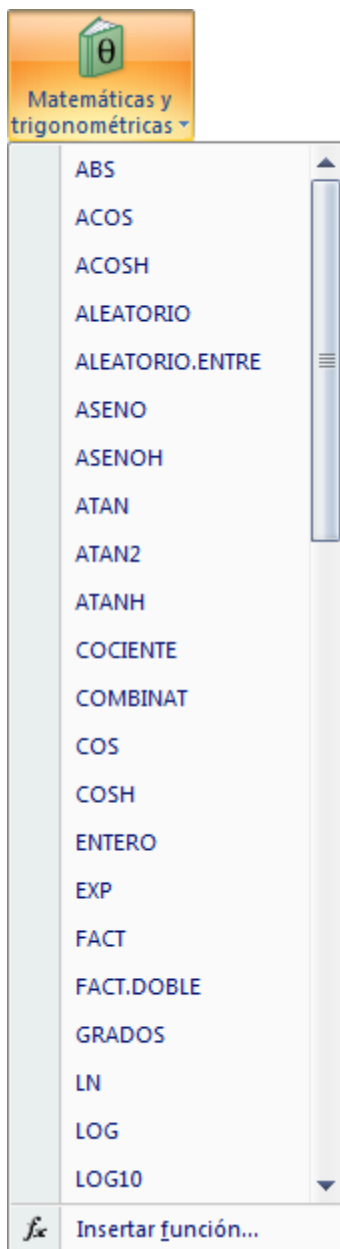 θ
Matemáticas y
trigonométricas
ABS
ACOS
ACOSH
ALEATORIO
ALEATORIO.ENTRE
ASENO
ASENOH
ATAN
ATAN2
ATANH
COCIENTE
COMBINAT
COS
COSH
ENTERO
EXP
FACT
FACT.DOBLE
GRADOS
LN
LOG
LOG10
fx Insertar función...